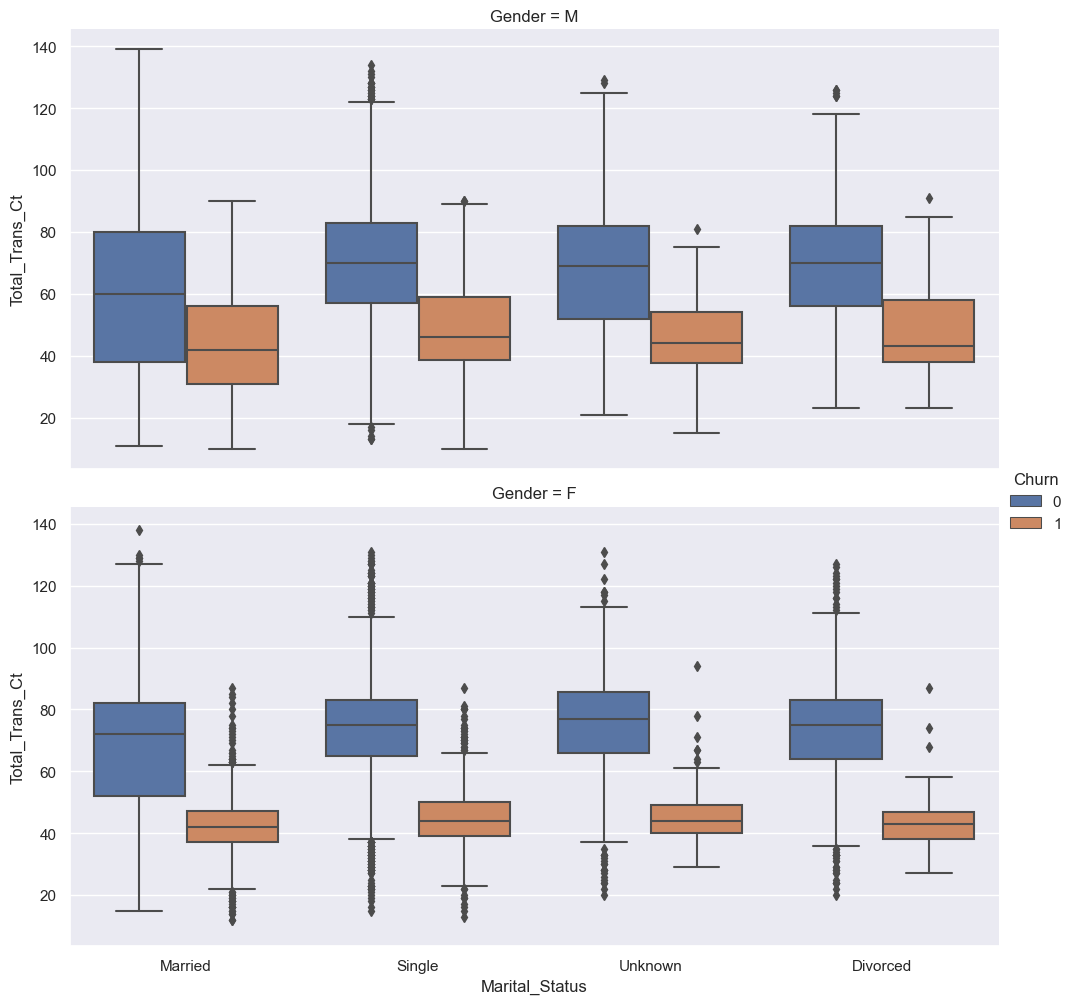 Gender = M
140
120
100
80
60
40
20
Total_Trans_Ct
Gender = F
140
120
100
80
60
40
20
Total_Trans_Ct
Married
Single
Unknown
Divorced
Marital_Status
Churn
0
1